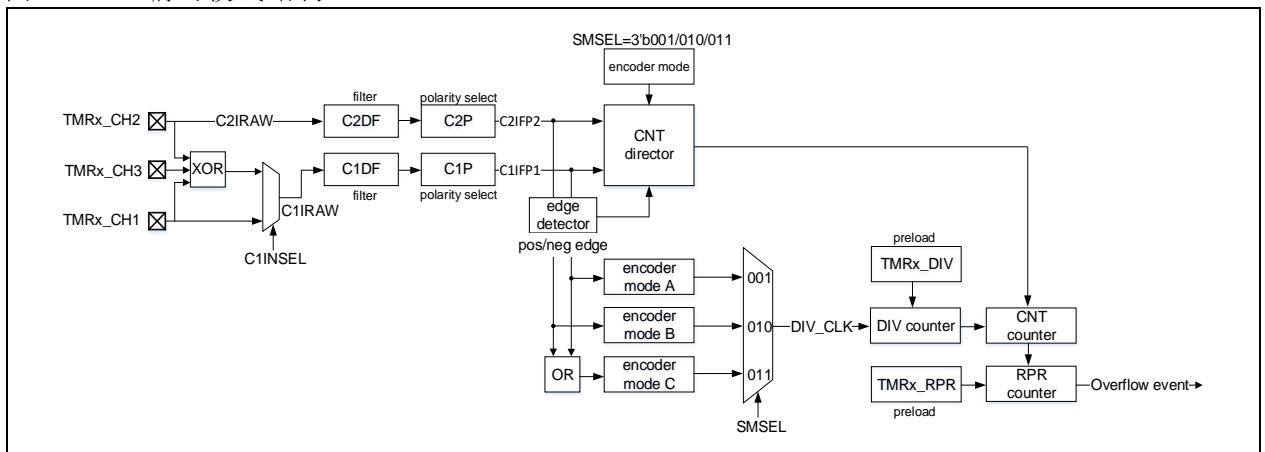 SMSEL=3'b001/010/011
encoder mode
filter
polarity select
TMRx_CH2
C2IRAW
C2DF
C2P
C2IFP2
CNT
director
TMRx_CH3
XOR
C1DF
C1P
C1IFP1
filter
polarity select
C1IRAW
TMRx_CH1
C1INSEL
edge
detector
pos/neg edge
preload
TMRx_DIV
encoder
mode A
001
encoder
mode B
010
DIV_CLK
DIV counter
CNT
counter
OR
encoder
mode C
011
TMRx_RPR
RPR
counter
Overflow event
preload
SMSEL